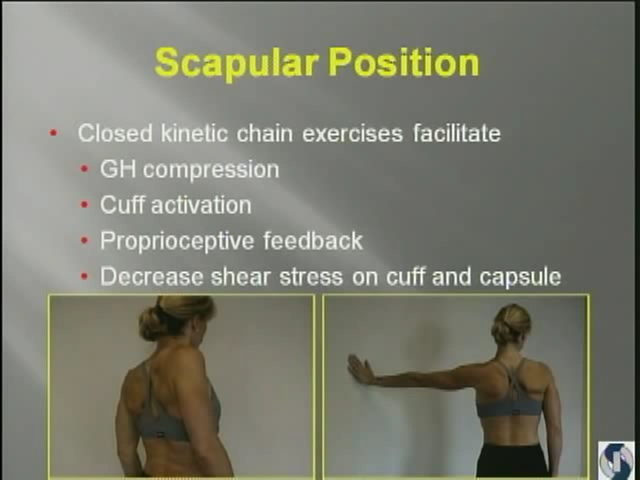 Scapular Position
• Closed kinetic chain exercises facilitate
• GH compression
• Cuff activation
• Proprioceptive feedback
• Decrease shear stress on cuff and capsule